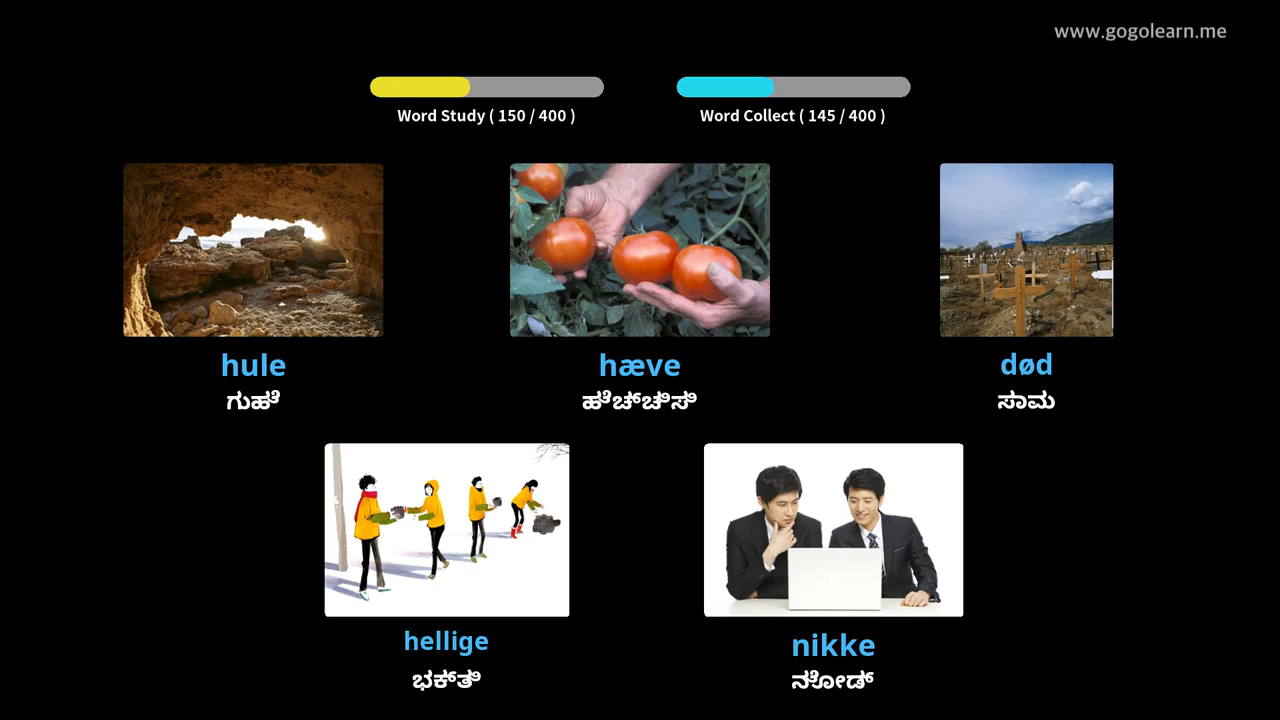 www.gogolearn.me
Word Study ( 150 / 400 )
Word Collect ( 145 / 400 )
hule
ಗುಹೆ
hæve
ಹೆಚ್ಚಿಸಿ
død
ಸಾಮ
hellige
ಭಕ್ತಿ
nikke
ನೋಡ್